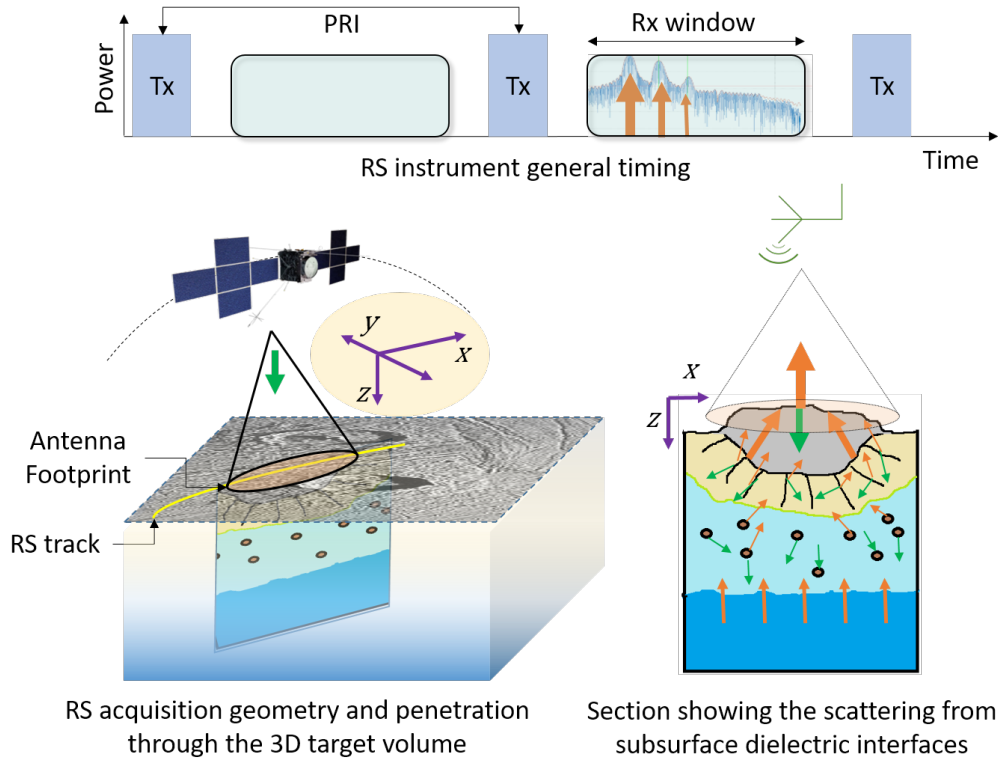 PRI
Rx window
Power
Tx
Tx
Tx
Time
RS instrument general timing
y
x
z
x
z
Antenna
Footprint
RS track
RS acquisition geometry and penetration
through the 3D target volume
Section showing the scattering from
subsurface dielectric interfaces